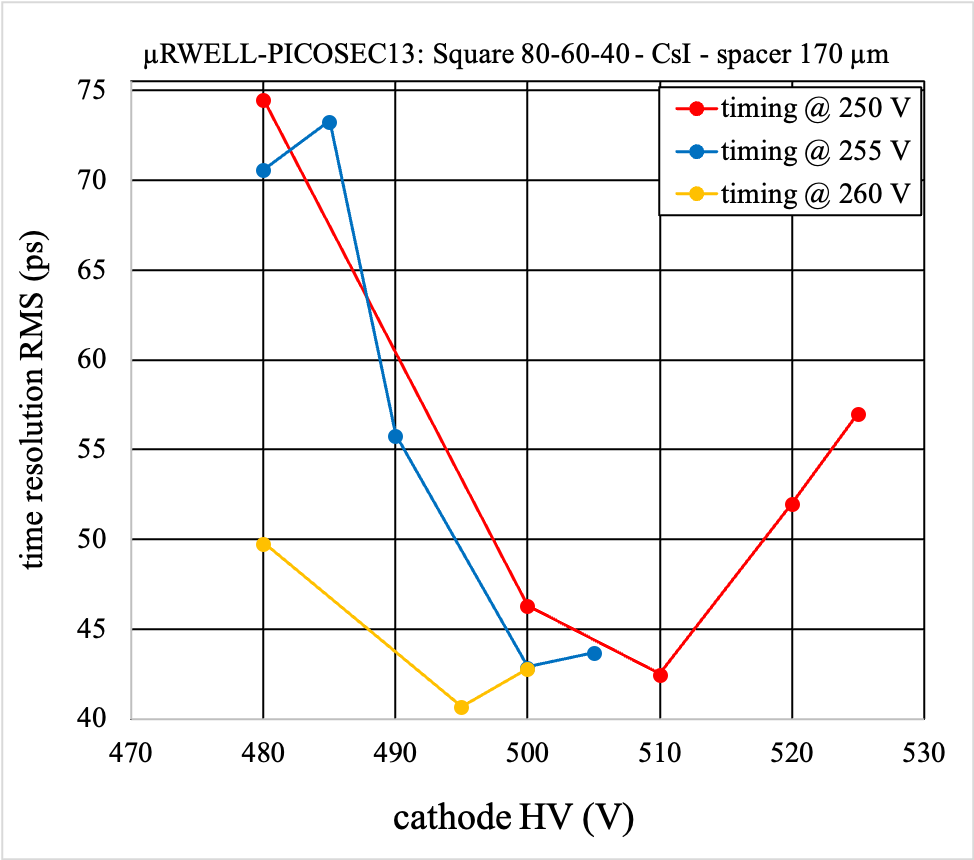 µRWELL-PICOSEC13: Square 80-60-40 - CsI - spacer 170 µm
75
70
65
60
55
50
45
40
time resolution RMS (ps)
timing @ 250 V
timing @ 255 V
timing @ 260 V
470 480 490 500 510 520 530
cathode HV (V)